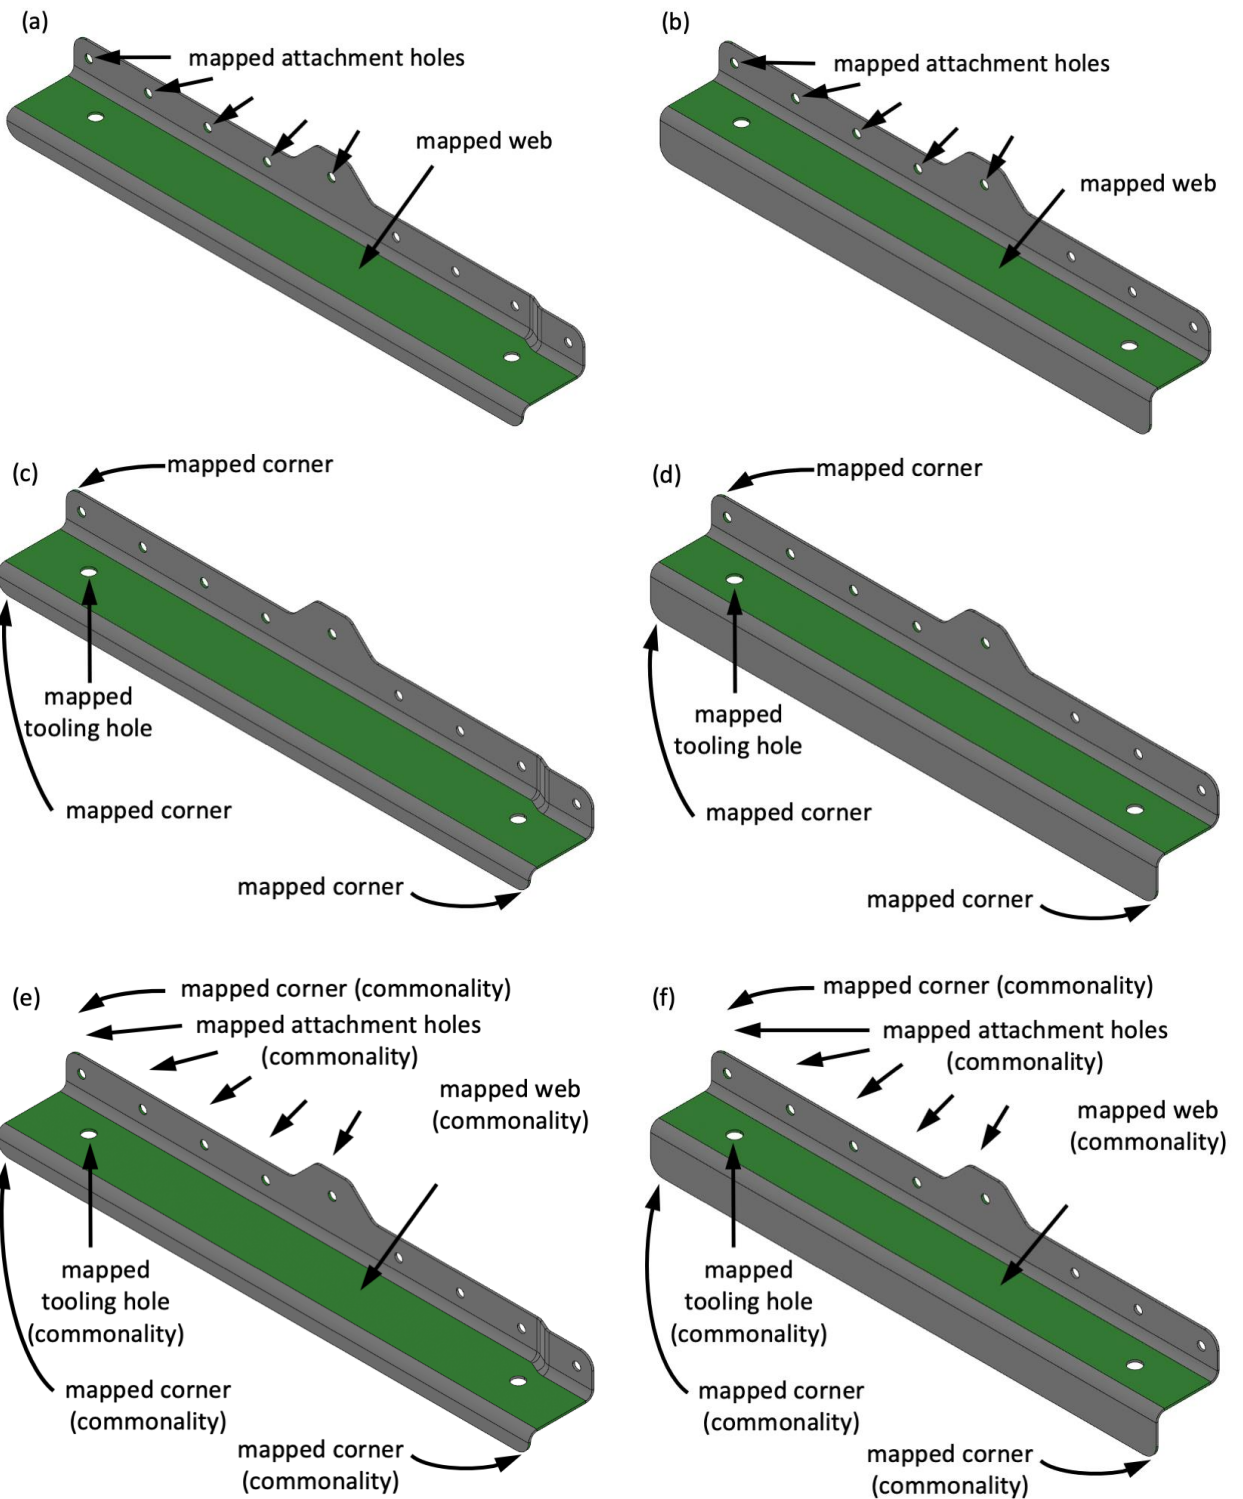 (a)
mapped attachment holes
mapped web
(b)
mapped attachment holes
mapped web
(c)
mapped corner
mapped
tooling hole
mapped corner
mapped corner
(d)
mapped corner
mapped
tooling hole
mapped corner
mapped corner
(e)
mapped corner (commonality)
mapped attachment holes
(commonality)
mapped web
(commonality)
mapped
tooling hole
(commonality)
mapped corner
(commonality)
mapped corner
(commonality)
(f)
mapped corner (commonality)
mapped attachment holes
(commonality)
mapped web
(commonality)
mapped
tooling hole
(commonality)
mapped corner
(commonality)
mapped corner
(commonality)